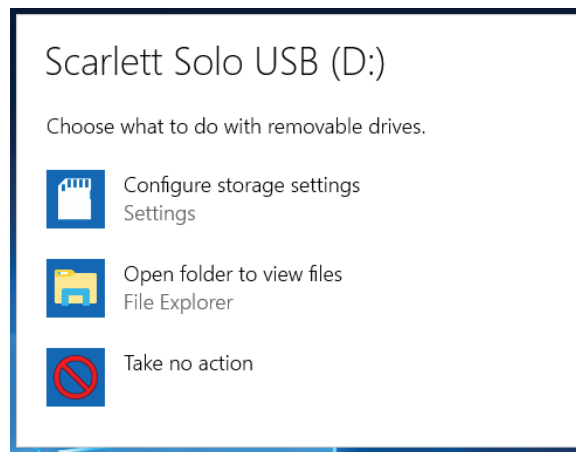 Scarlett Solo USB (D:)
Choose what to do with removable drives.
Configure storage settings
Settings
Open folder to view files
File Explorer
Take no action